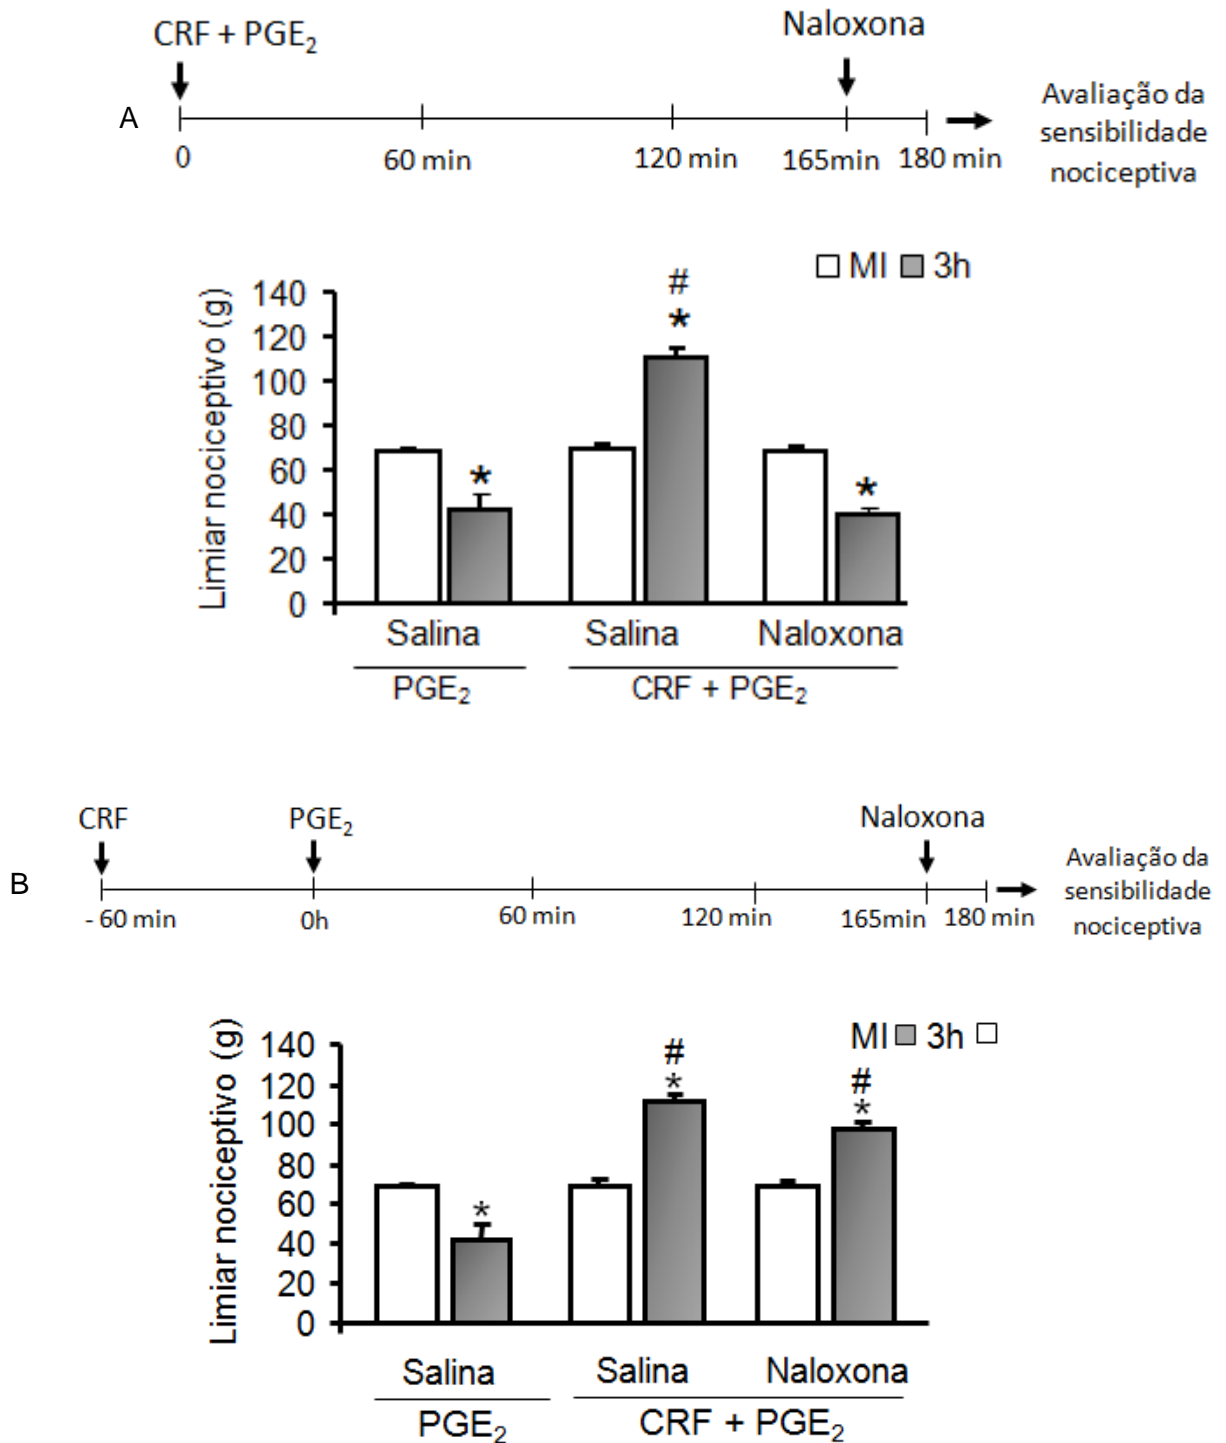 CRF + PGE₂
Naloxona
A
0
60 min
120 min
165min
180 min
Avaliação da
sensibilidade
nociceptiva
MI
3h
#
*
Limiar nociceptivo (g)
140
120
100
80
60
40
20
0
*
*
Salina
Salina
Naloxona
PGE₂
CRF + PGE₂
CRF
PGE₂
Naloxona
B
- 60 min
0h
60 min
120 min
165min
180 min
Avaliação da
sensibilidade
nociceptiva
MI
3h
Limiar nociceptivo (g)
140
120
100
80
60
40
20
0
*
#
*
#
*
Salina
Salina
Naloxona
PGE₂
CRF + PGE₂